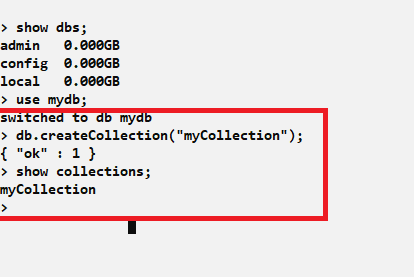 > show dbs;
admin   0.000GB
config  0.000GB
local   0.000GB
> use mydb;
switched to db mydb
> db.createCollection("myCollection");
{ "ok" : 1 }
> show collections;
myCollection
>